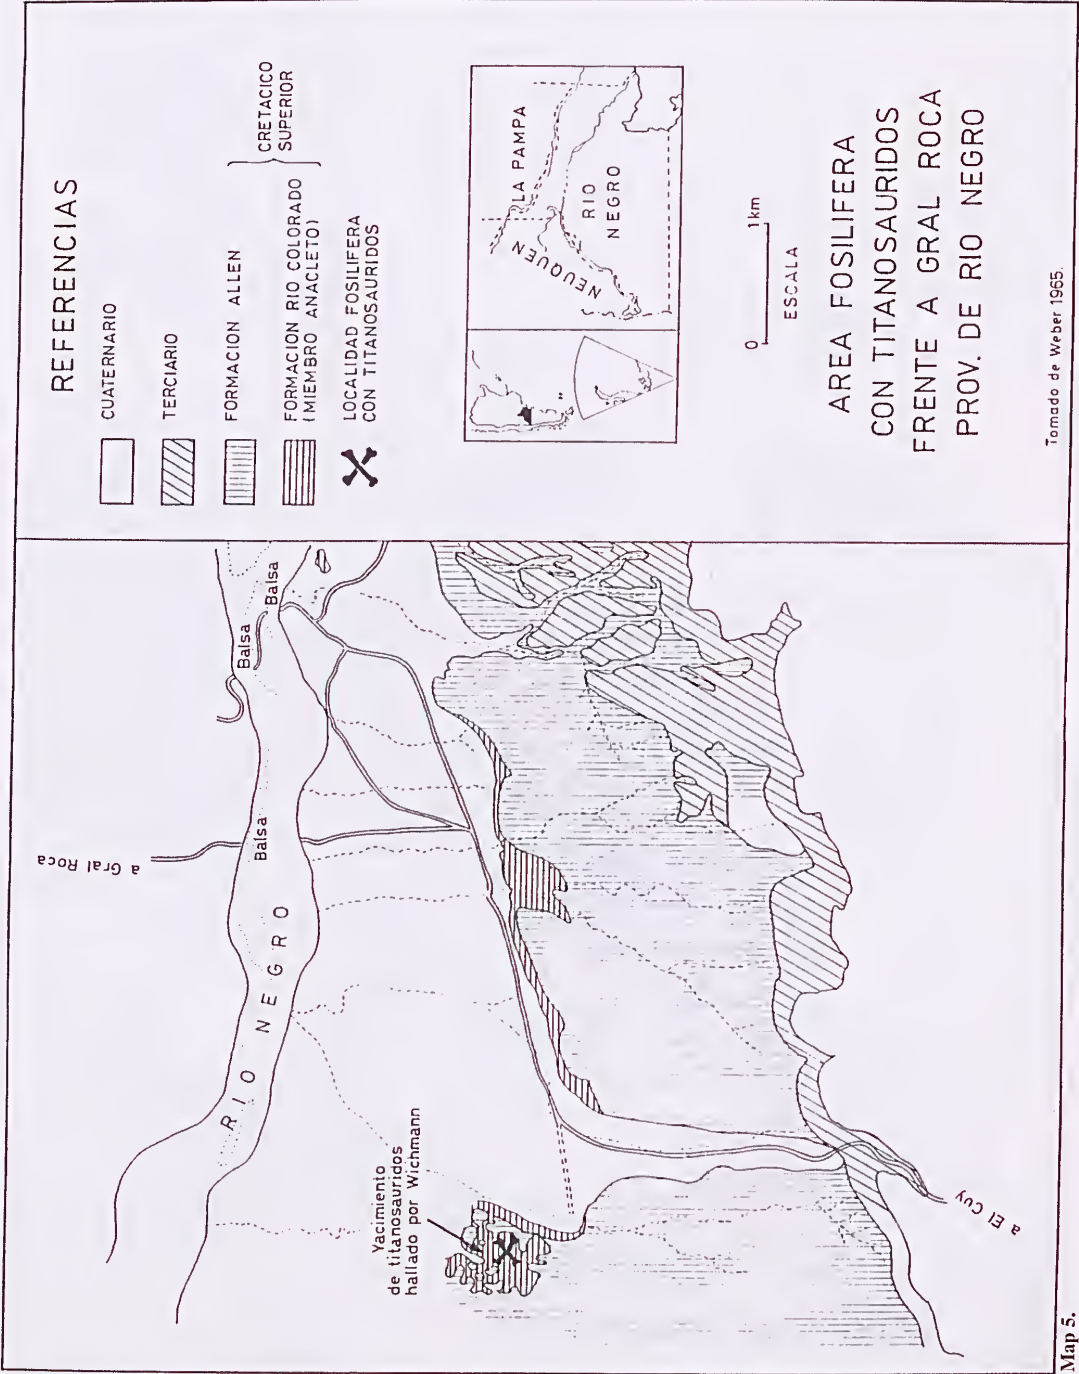 REFERENCIAS
CUATERNARIO
TERCIARIO
FORMACION ALLEN
FORMACION RIO COLORADO
(MIEMBRO ANACLETO)
CRETACICO
SUPERIOR
LOCALIDAD FOSILIFERA
CON TITANOSAURIDOS
LA PAMPA
NEUQUEN
RIO
NEGRO
0 1km
ESCALA
AREA FOSILIFERA
CON TITANOSAURIDOS
FRENTE A GRAL ROCA
PROV. DE RIO NEGRO
Tomado de Weber 1965.
a Gral Roca
RIO NEGRO
Balsa
Balsa
Balsa
Yacimiento
de titanosauridos
hallado por Wichmann
a El Cuy
Map 5.